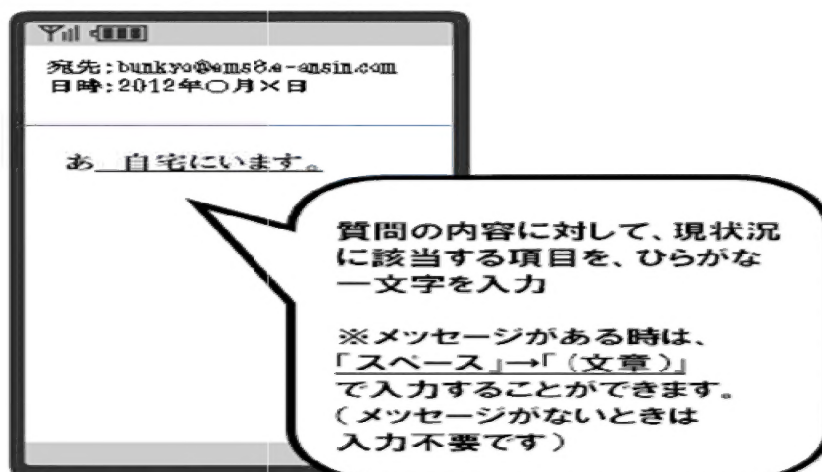 宛先:bunkyo@ems8.e-ansin.com
日時:2012年○月×日
あ 自宅にいます。
質問の内容に対して、現状況
に該当する項目を、ひらがな
一文字を入力
※メッセージがある時は、
「スペース」→「(文章)」
で入力することができます。
(メッセージがないときは
入力不要です)